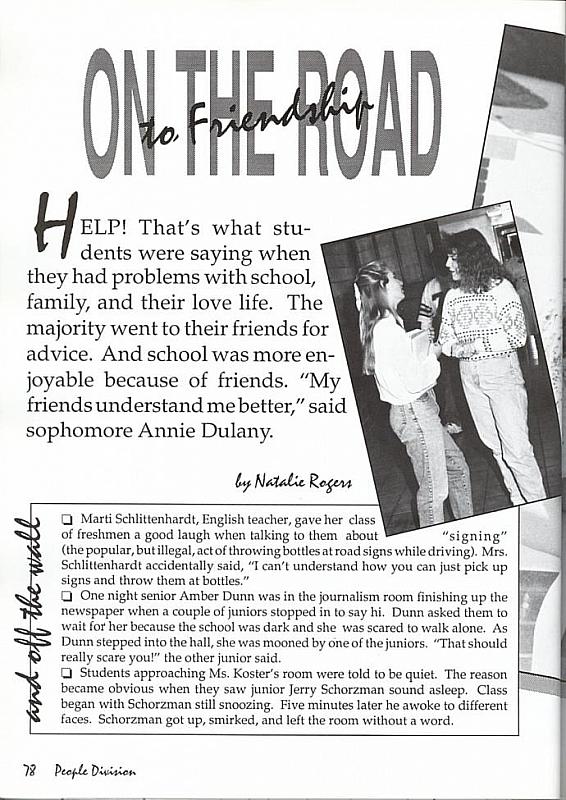 ON THE ROAD
to Friendship
HELP! That's what stu-
dents were saying when
they had problems with school,
family, and their love life. The
majority went to their friends for
advice. And school was more en-
joyable because of friends. “My
friends understand me better,” said
sophomore Annie Dulany.
by Natalie Rogers
and off the wall
❏ Marti Schlittenhardt, English teacher, gave her class
of freshmen a good laugh when talking to them about “signing”
(the popular, but illegal, act of throwing bottles at road signs while driving). Mrs.
Schlittenhardt accidentally said, “I can't understand how you can just pick up
signs and throw them at bottles.”
❏ One night senior Amber Dunn was in the journalism room finishing up the
newspaper when a couple of juniors stopped in to say hi. Dunn asked them to
wait for her because the school was dark and she was scared to walk alone. As
Dunn stepped into the hall, she was mooned by one of the juniors. “That should
really scare you!” the other junior said.
❏ Students approaching Ms. Koster's room were told to be quiet. The reason
became obvious when they saw junior Jerry Schorzman sound asleep. Class
began with Schorzman still snoozing. Five minutes later he awoke to different
faces. Schorzman got up, smirked, and left the room without a word.
78 People Division